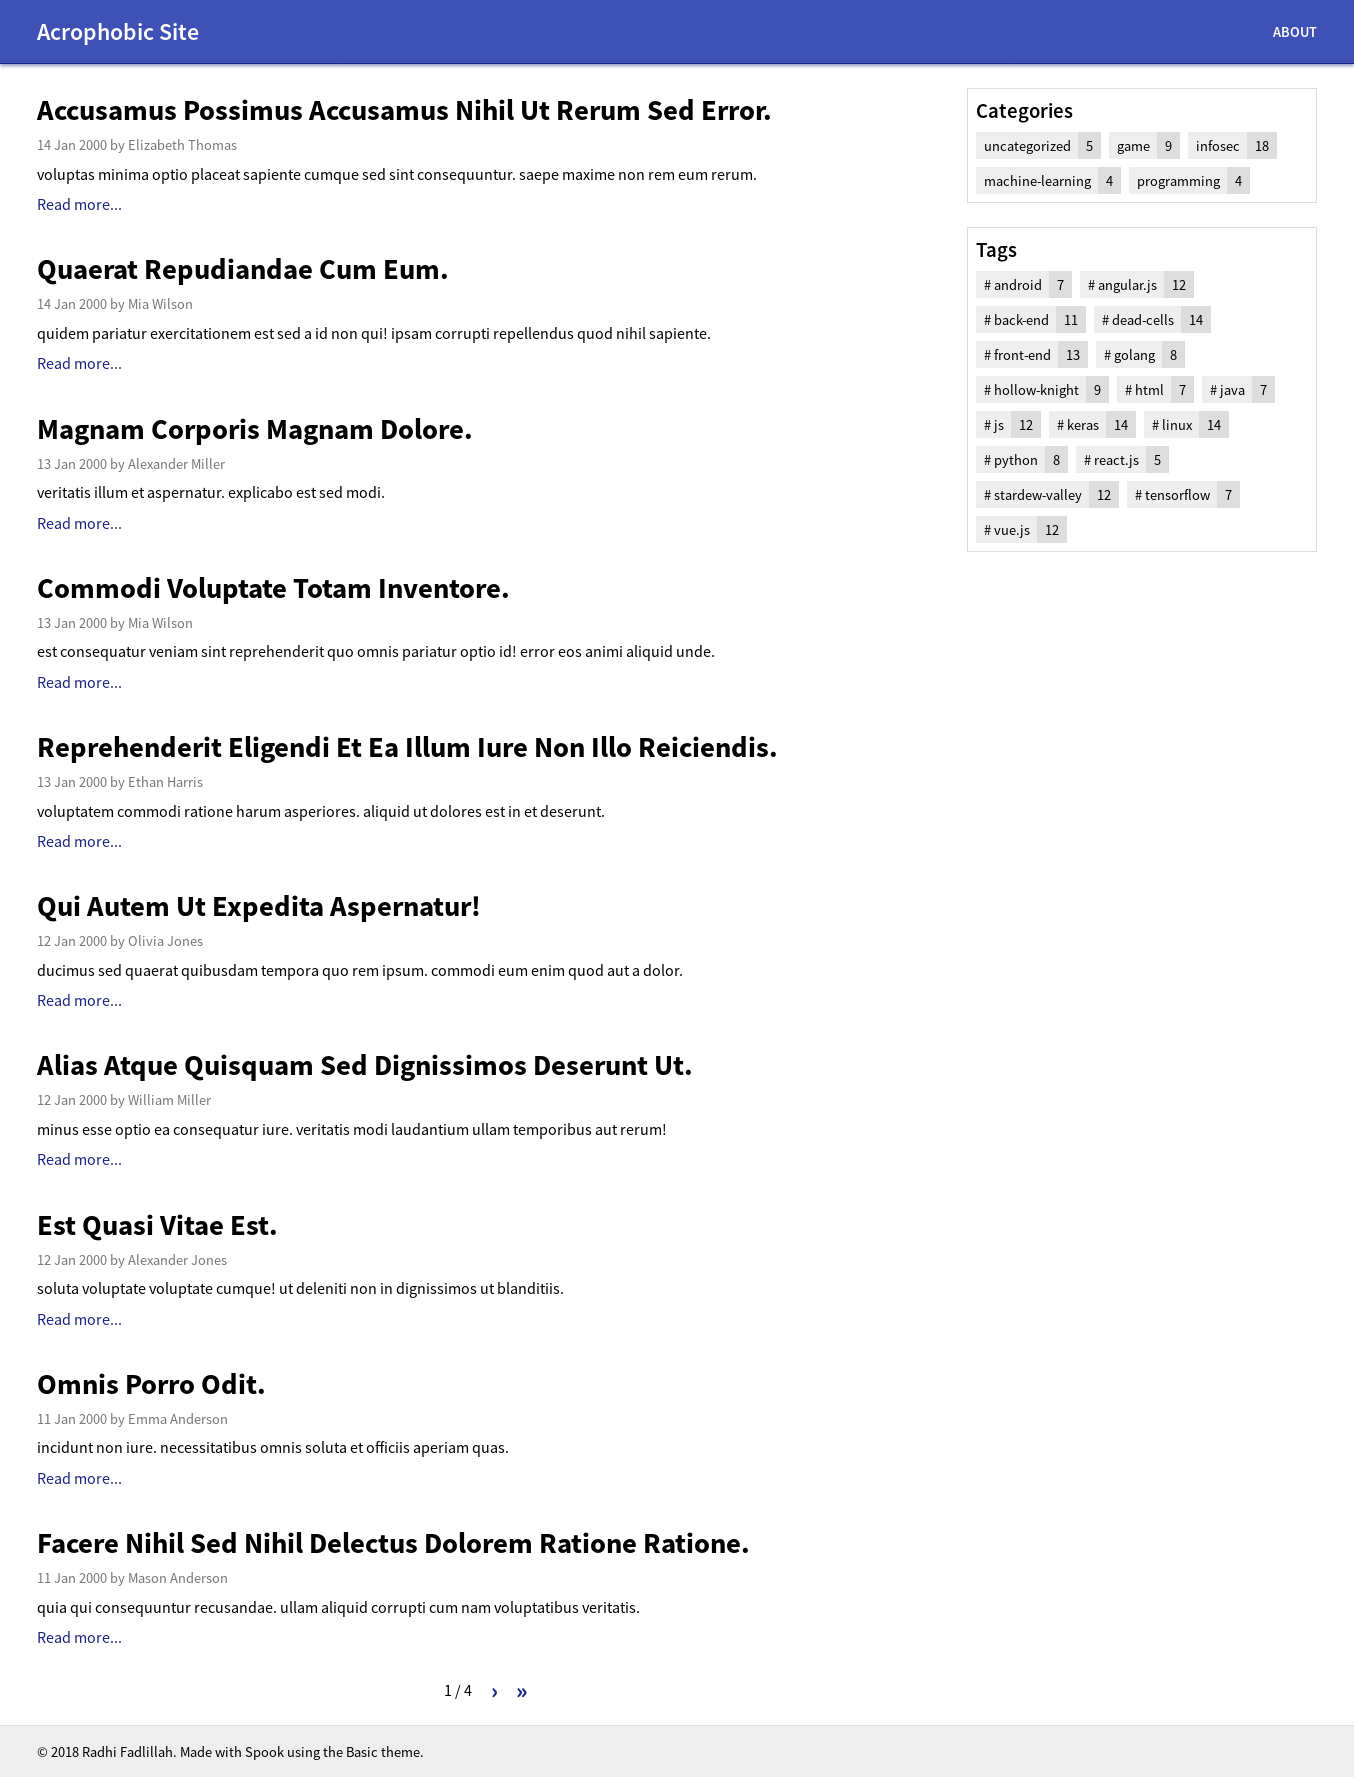 Acrophobic Site
ABOUT
Accusamus Possimus Accusamus Nihil Ut Rerum Sed Error.
14 Jan 2000 by Elizabeth Thomas
voluptas minima optio placeat sapiente cumque sed sint consequuntur. saepe maxime non rem eum rerum.
Read more...
Quaerat Repudiandae Cum Eum.
14 Jan 2000 by Mia Wilson
quidem pariatur exercitationem est sed a id non qui! ipsam corrupti repellendus quod nihil sapiente.
Read more...
Magnam Corporis Magnam Dolore.
13 Jan 2000 by Alexander Miller
veritatis illum et aspernatur. explicabo est sed modi.
Read more...
Commodi Voluptate Totam Inventore.
13 Jan 2000 by Mia Wilson
est consequatur veniam sint reprehenderit quo omnis pariatur optio id! error eos animi aliquid unde.
Read more...
Reprehenderit Eligendi Et Ea Illum Iure Non Illo Reiciendis.
13 Jan 2000 by Ethan Harris
voluptatem commodi ratione harum asperiores. aliquid ut dolores est in et deserunt.
Read more...
Qui Autem Ut Expedita Aspernatur!
12 Jan 2000 by Olivia Jones
ducimus sed quaerat quibusdam tempora quo rem ipsum. commodi eum enim quod aut a dolor.
Read more...
Alias Atque Quisquam Sed Dignissimos Deserunt Ut.
12 Jan 2000 by William Miller
minus esse optio ea consequatur iure. veritatis modi laudantium ullam temporibus aut rerum!
Read more...
Est Quasi Vitae Est.
12 Jan 2000 by Alexander Jones
soluta voluptate voluptate cumque! ut deleniti non in dignissimos ut blanditiis.
Read more...
Omnis Porro Odit.
11 Jan 2000 by Emma Anderson
incidunt non iure. necessitatibus omnis soluta et officiis aperiam quas.
Read more...
Facere Nihil Sed Nihil Delectus Dolorem Ratione Ratione.
11 Jan 2000 by Mason Anderson
quia qui consequuntur recusandae. ullam aliquid corrupti cum nam voluptatibus veritatis.
Read more...
1 / 4 › »
Categories
uncategorized 5 game 9 infosec 18
machine-learning 4 programming 4
Tags
# android 7 # angular.js 12
# back-end 11 # dead-cells 14
# front-end 13 # golang 8
# hollow-knight 9 # html 7 # java 7
# js 12 # keras 14 # linux 14
# python 8 # react.js 5
# stardew-valley 12 # tensorflow 7
# vue.js 12
© 2018 Radhi Fadlillah. Made with Spook using the Basic theme.